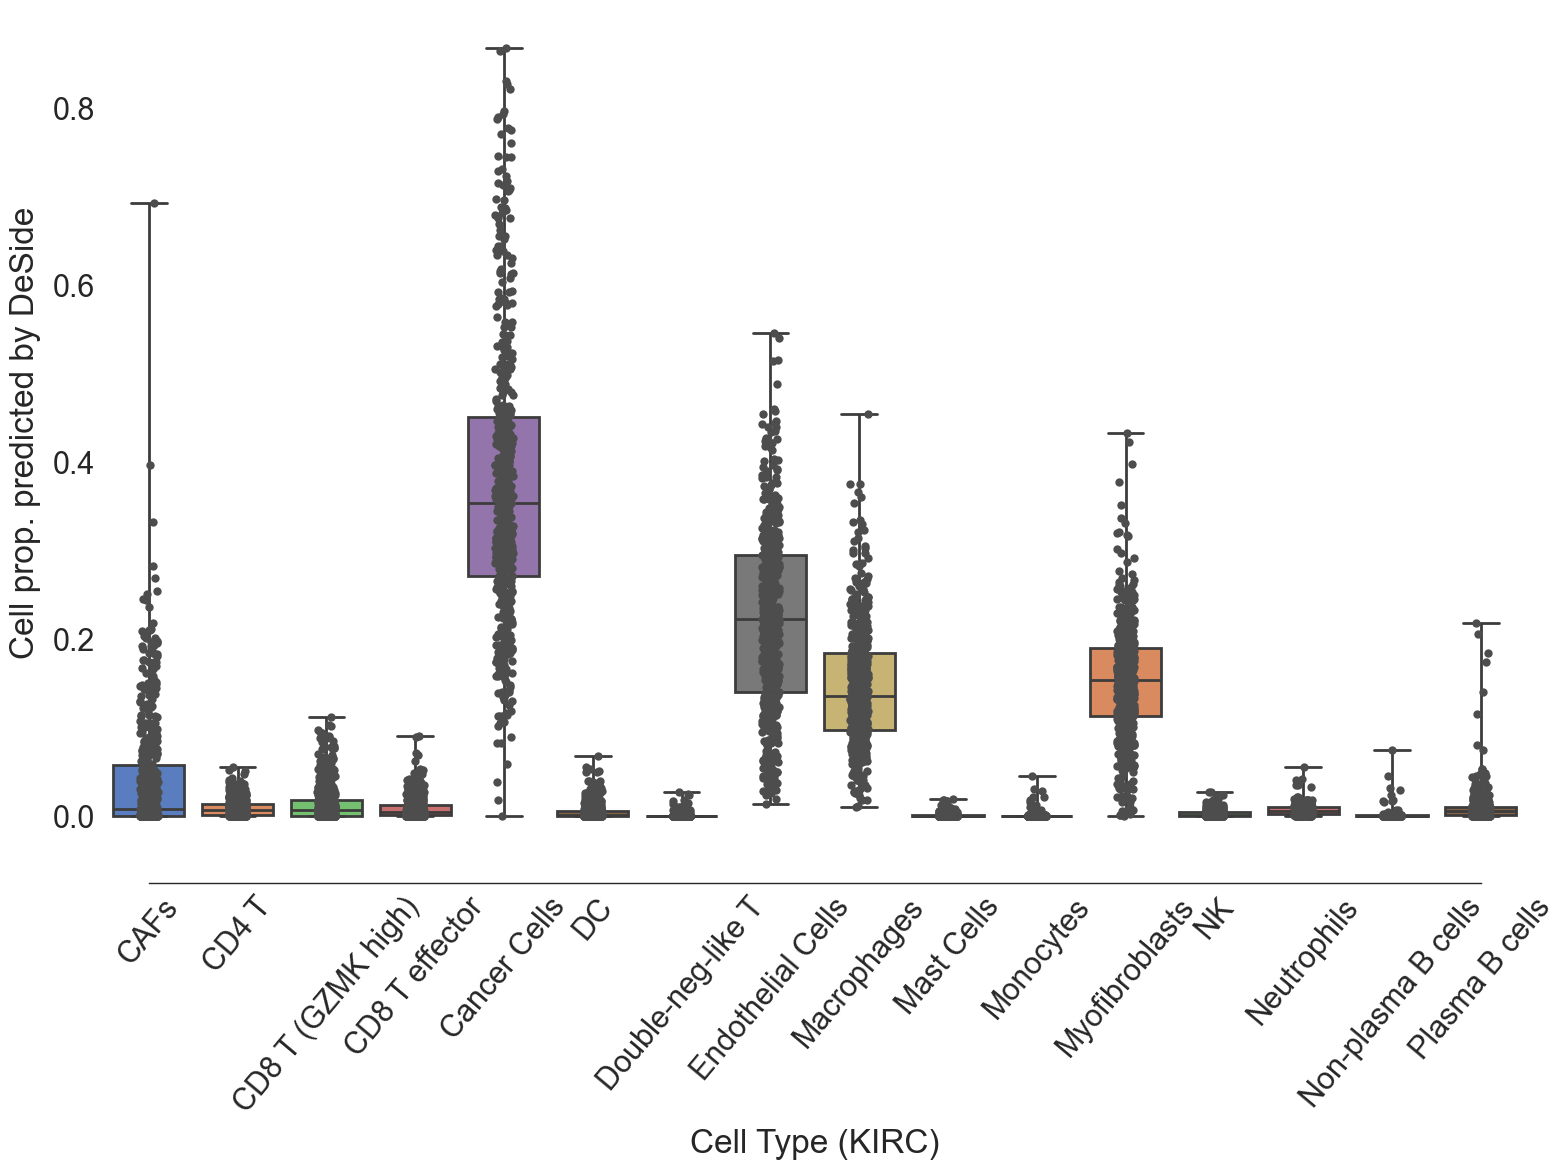 Cell prop. predicted by DeSide
0.8
0.6
0.4
0.2
0.0
CAFs
CD4 T
CD8 T (GZMK high)
CD8 T effector
Cancer Cells
DC
Double-neg-like T
Endothelial Cells
Macrophages
Mast Cells
Monocytes
Myofibroblasts
NK
Neutrophils
Non-plasma B cells
Plasma B cells
Cell Type (KIRC)